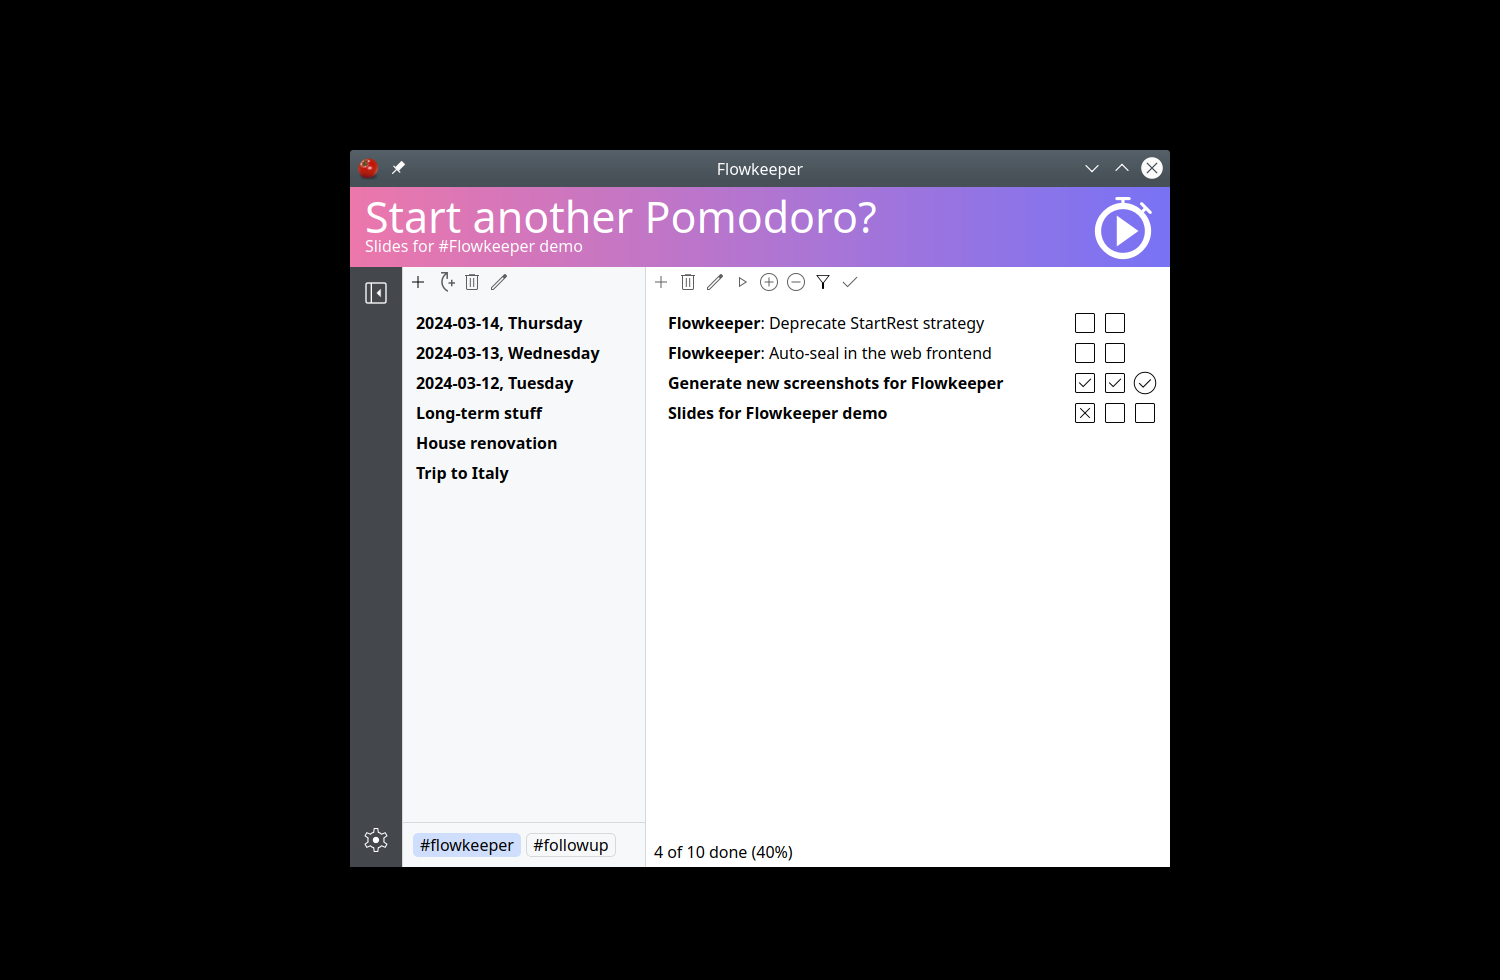 Flowkeeper
Start another Pomodoro?
Slides for #Flowkeeper demo
2024-03-14, Thursday
2024-03-13, Wednesday
2024-03-12, Tuesday
Long-term stuff
House renovation
Trip to Italy
#flowkeeper #followup
Flowkeeper: Deprecate StartRest strategy
Flowkeeper: Auto-seal in the web frontend
Generate new screenshots for Flowkeeper
Slides for Flowkeeper demo
4 of 10 done (40%)